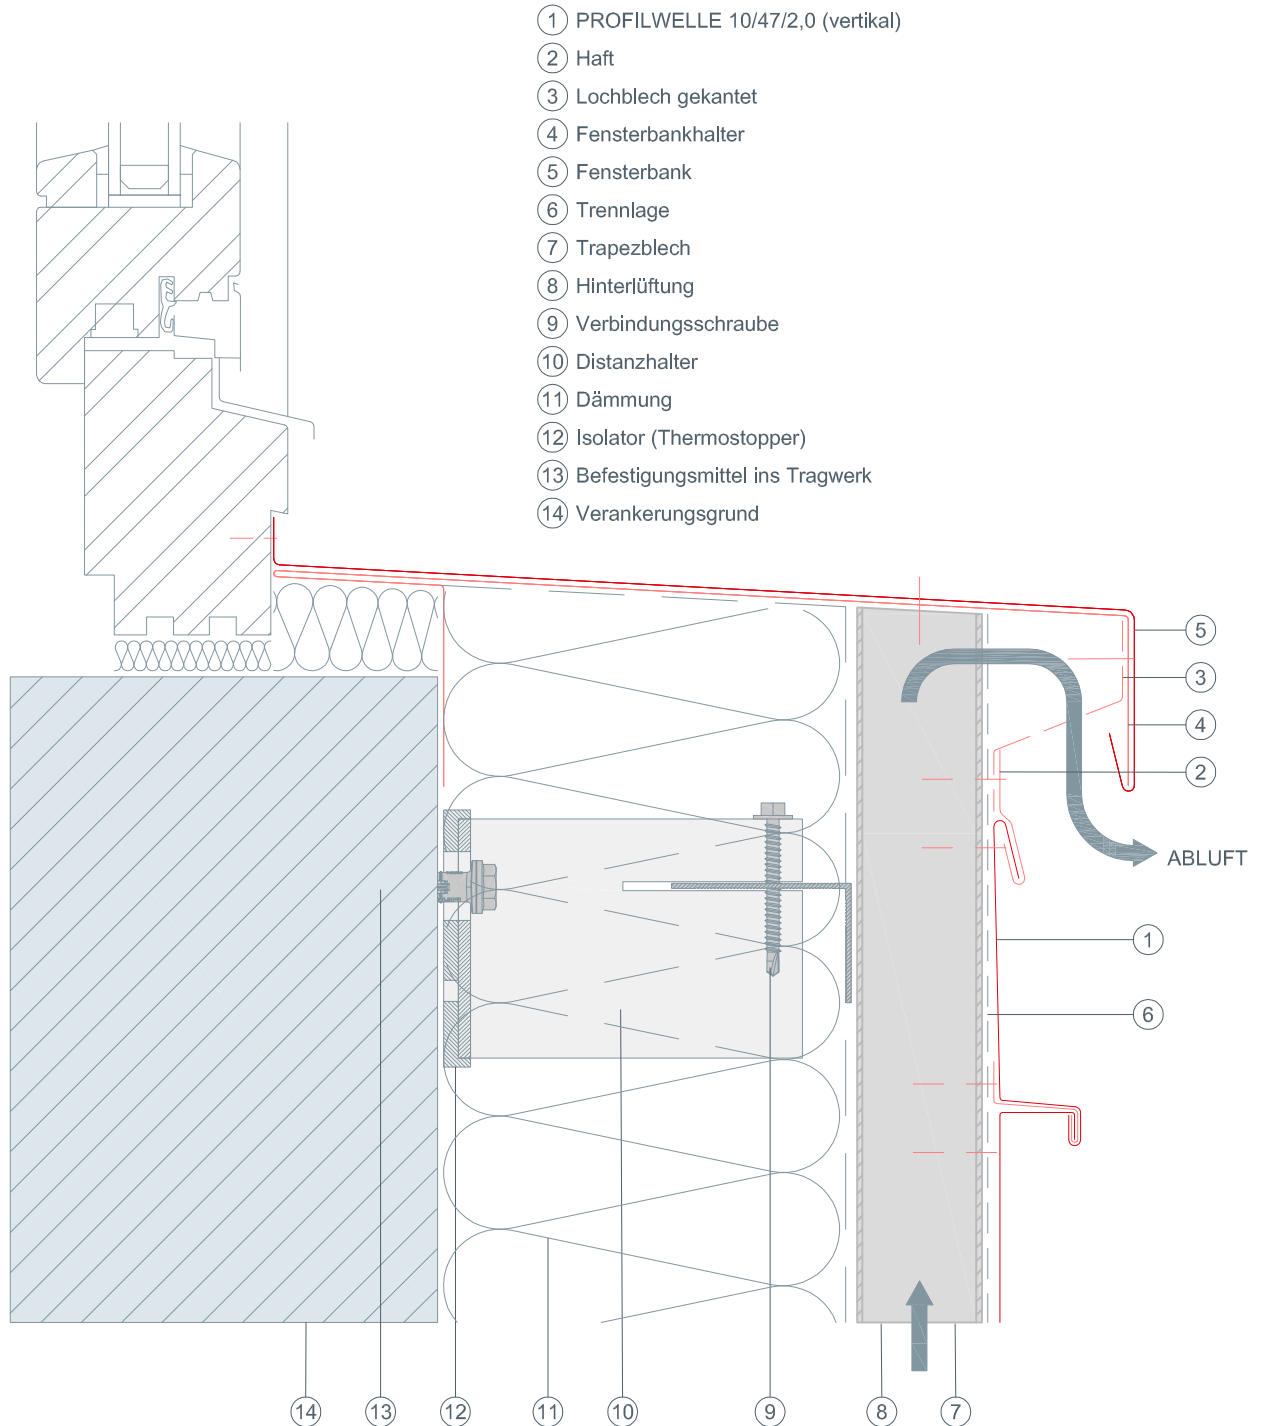 1 PROFILWELLE 10/47/2,0 (vertikal)
2 Haft
3 Lochblech gekantet
4 Fensterbankhalter
5 Fensterbank
6 Trennlage
7 Trapezblech
8 Hinterlüftung
9 Verbindungsschraube
10 Distanzhalter
11 Dämmung
12 Isolator (Thermostopper)
13 Befestigungsmittel ins Tragwerk
14 Verankerungsgrund
5
3
4
2
ABLUFT
1
6
14 13 12 11 10 9 8 7